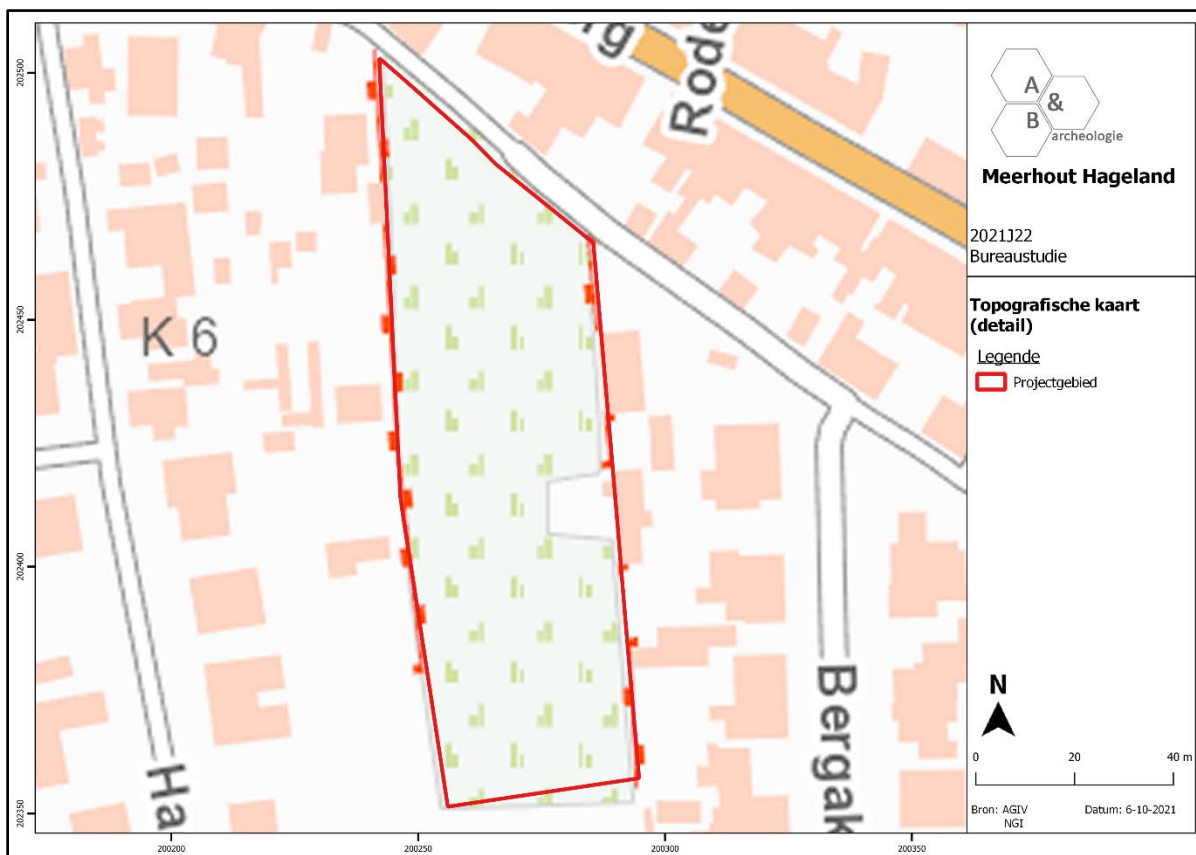 202500
202450
202400
202350
200200
200250
200300
200350
rg
Rode
K 6
Ha
Bergak
A
&
B
archeologie
Meerhout Hageland
2021J22
Bureaustudie
Topografische kaart
(detail)
Legende
Projectgebied
N
0 20 40 m
Bron: AGIV Datum: 6-10-2021
NGI